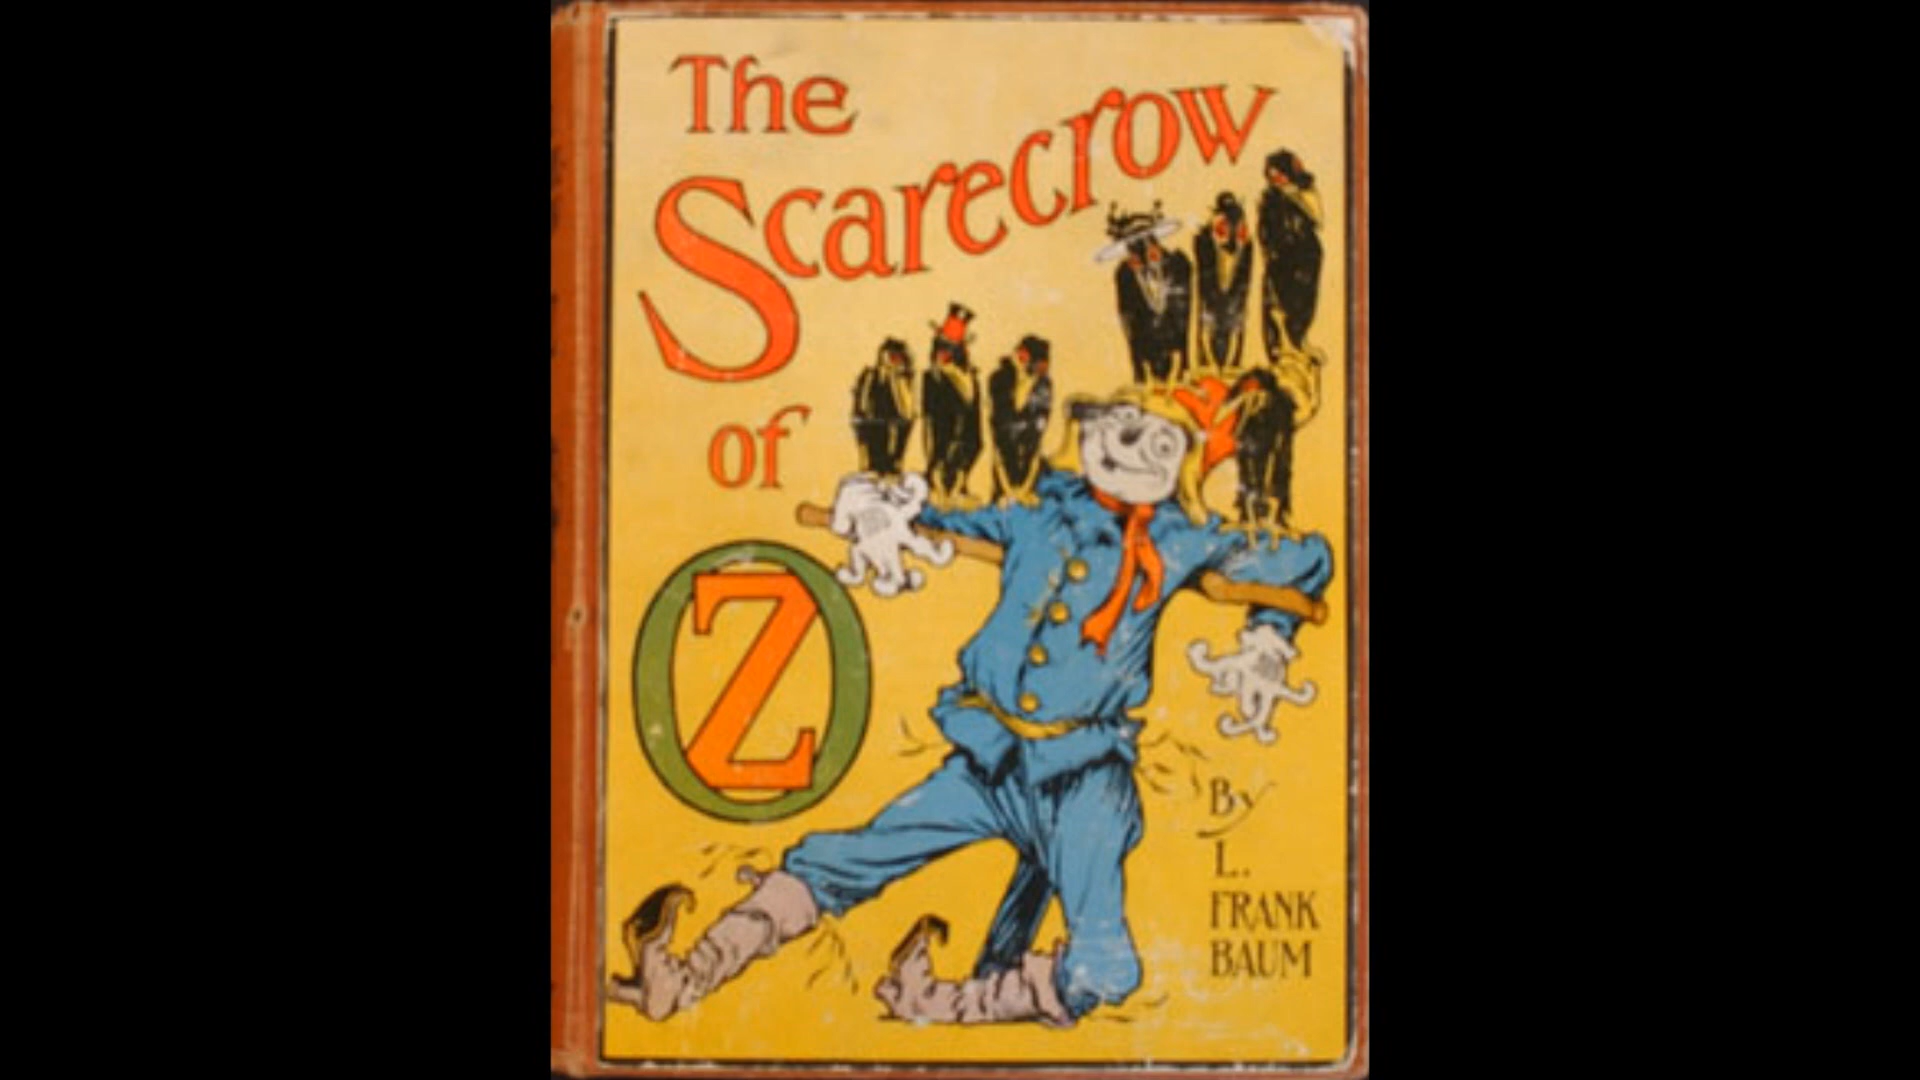 The
Scarecrow
of
OZ
By
L.
FRANK
BAUM